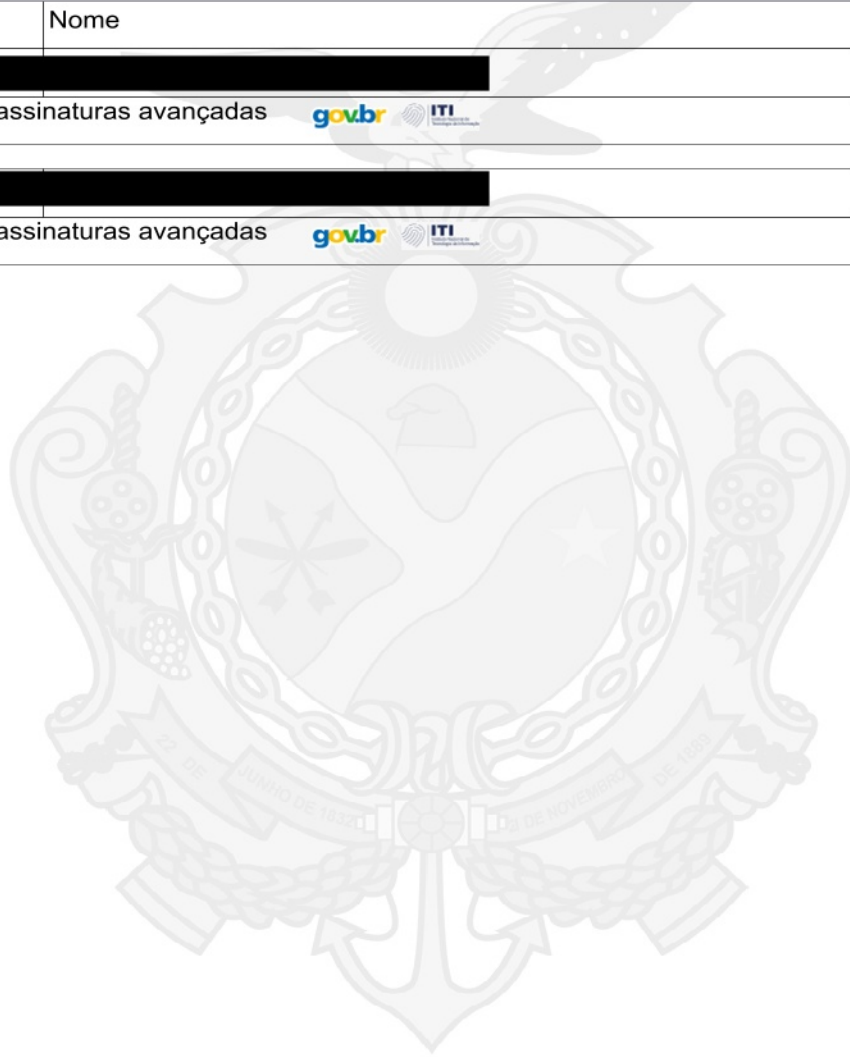 Nome
assinaturas avançadas gov.br ITI
assinaturas avançadas gov.br ITI
22 DE
JUNHO DE 1832
DE NOVEMBRO
DE 1889